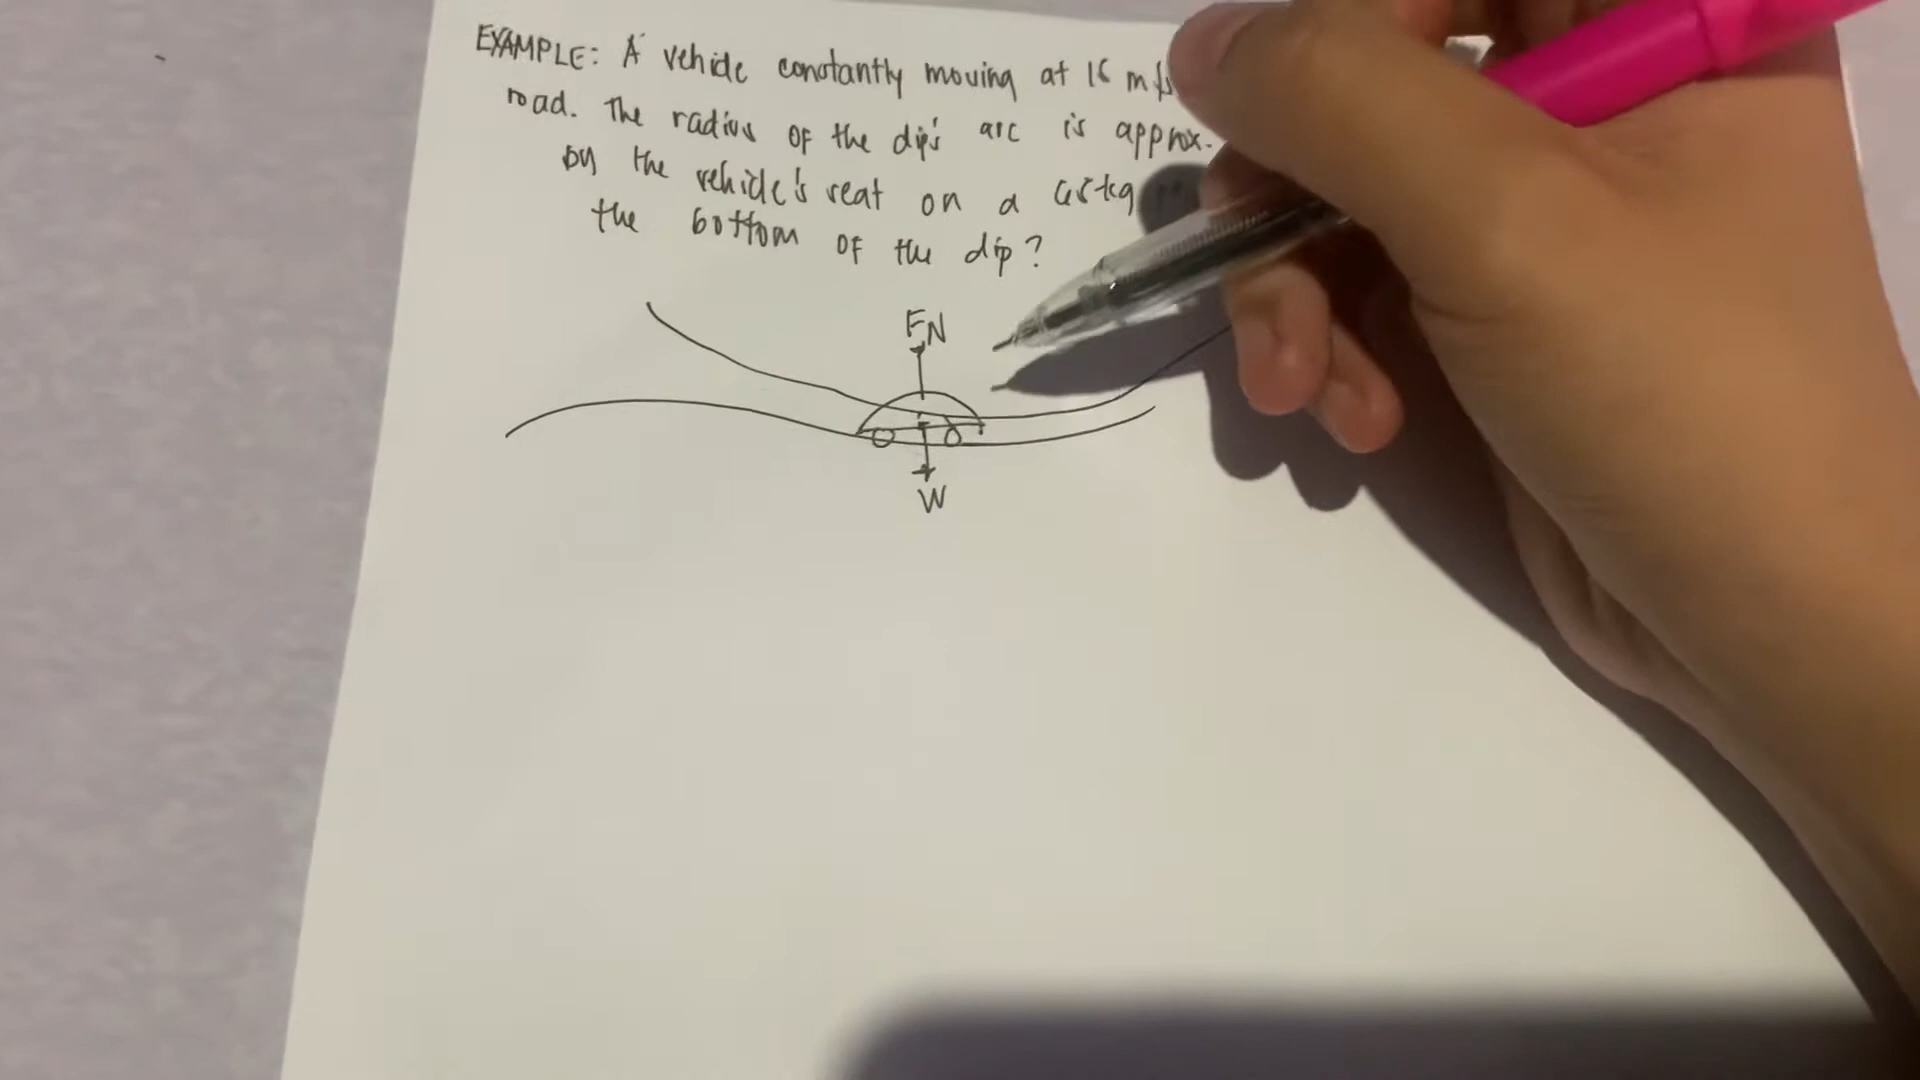 EXAMPLE: A vehicle constantly moving at 16 m/s
road. The radius of the dip's arc is approx.
by the vehicle's seat on a 65kg
the bottom of the dip?
FN
W